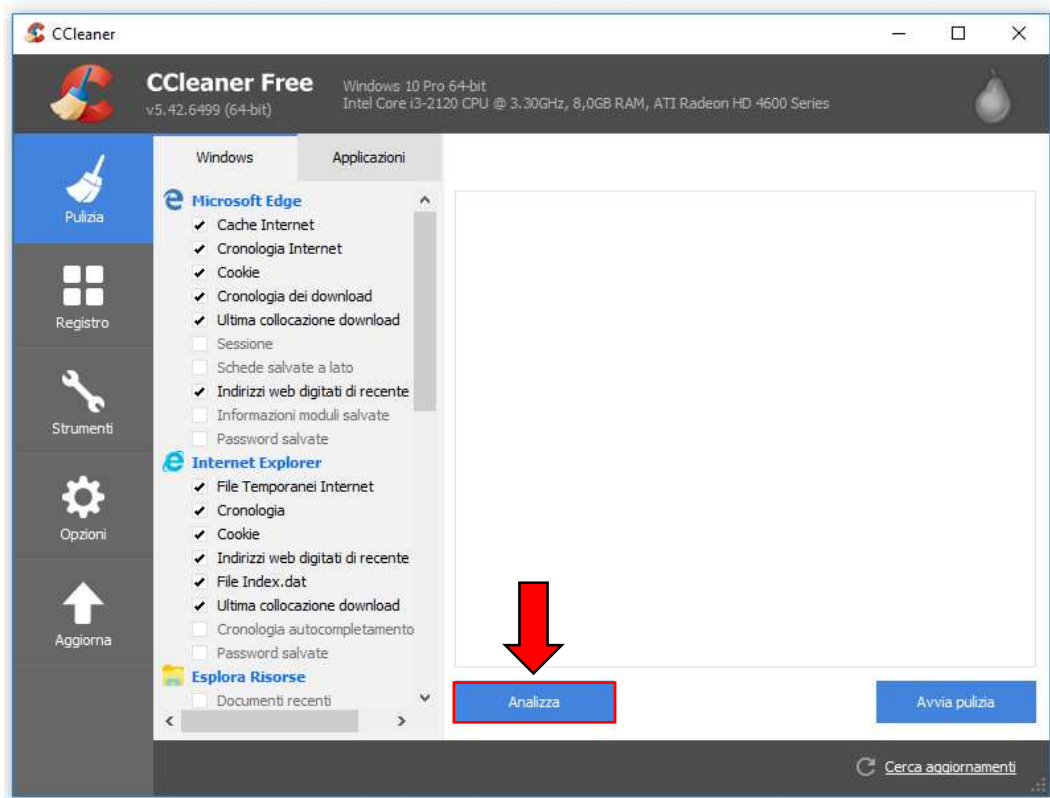 CCleaner
CCleaner Free
v5.42.6499 (64-bit)
Windows 10 Pro 64-bit
Intel Core i3-2120 CPU @ 3.30GHz, 8,0GB RAM, ATI Radeon HD 4600 Series
Pulizia
Registro
Strumenti
Opzioni
Aggiorna
Windows
Applicazioni
Microsoft Edge
Cache Internet
Cronologia Internet
Cookie
Cronologia dei download
Ultima collocazione download
Sessione
Schede salvate a lato
Indirizzi web digitati di recente
Informazioni moduli salvate
Password salvate
Internet Explorer
File Temporanei Internet
Cronologia
Cookie
Indirizzi web digitati di recente
File Index.dat
Ultima collocazione download
Cronologia autocompletamento
Password salvate
Esplora Risorse
Documenti recenti
Analizza
Avvia pulizia
Cerca aggiornamenti